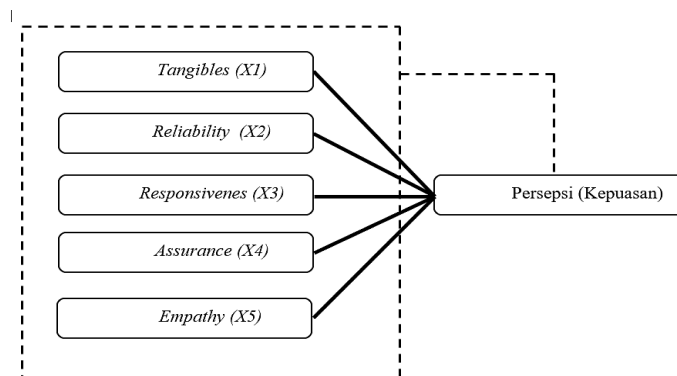 Tangibles (X1)
Reliability (X2)
Responsivenes (X3)
Assurance (X4)
Empathy (X5)
Persepsi (Kepuasan)